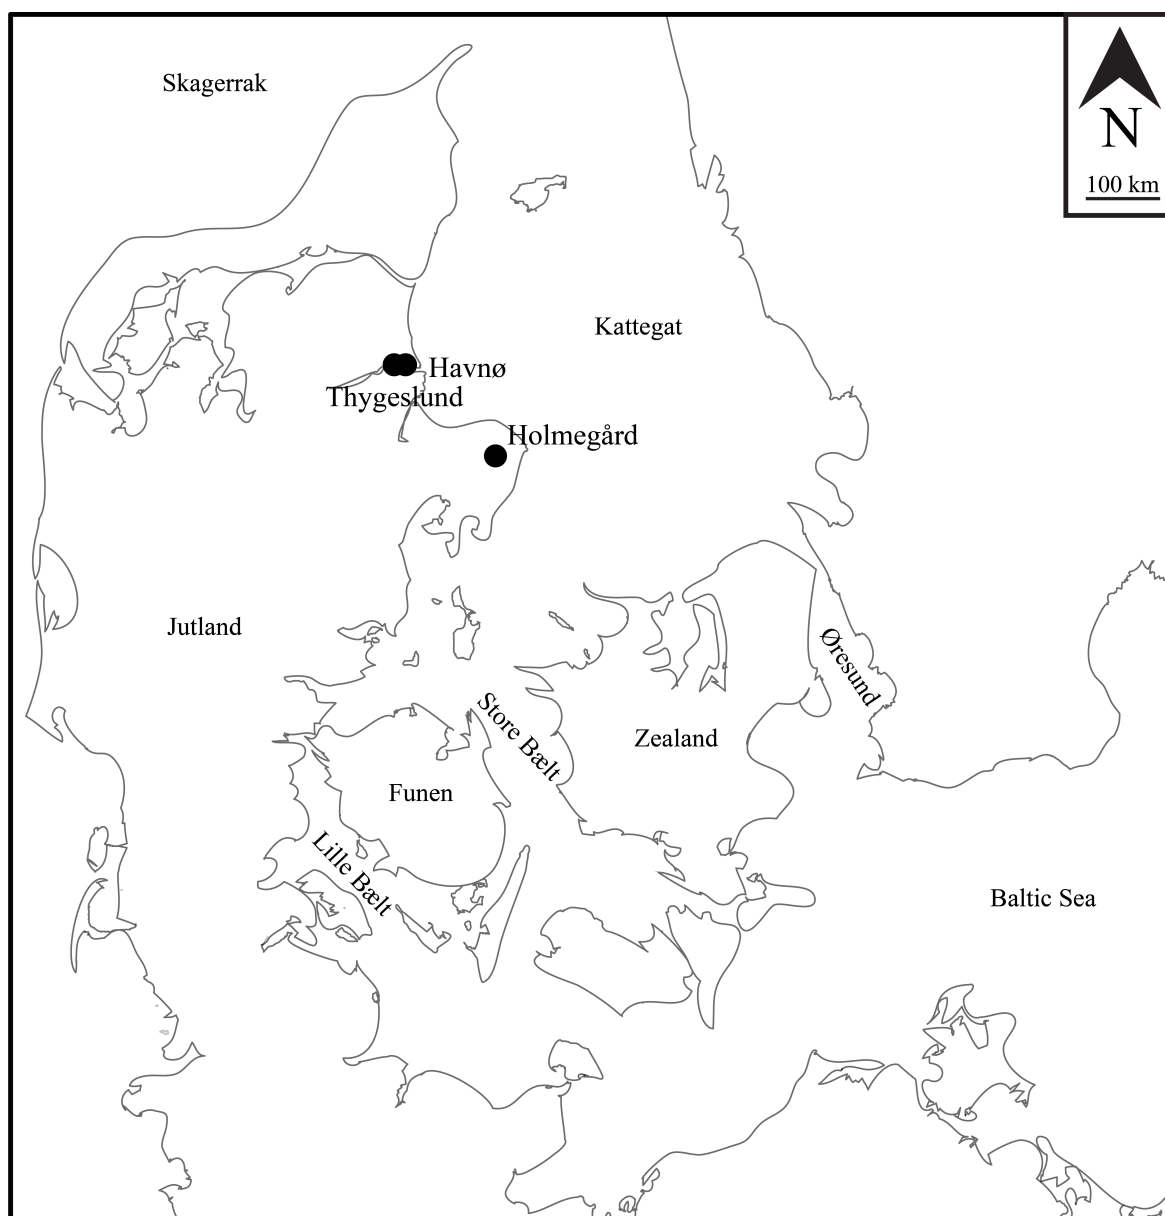 Skagerrak
N
100 km
Kattegat
Havnø
Thygeslund
Holmegård
Jutland
Øresund
Store Bælt
Zealand
Funen
Lille Bælt
Baltic Sea